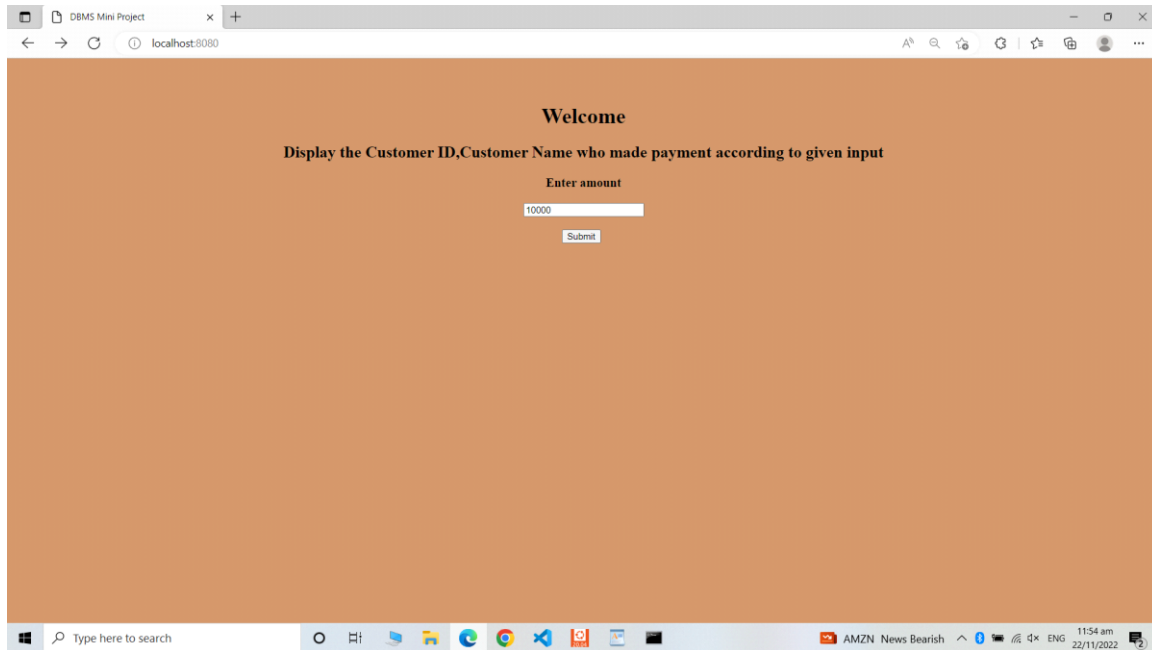 DBMS Mini Project
localhost:8080
Welcome
Display the Customer ID,Customer Name who made payment according to given input
Enter amount
10000
Submit
Type here to search
AMZN News Bearish
ENG
11:54 am
22/11/2022
2